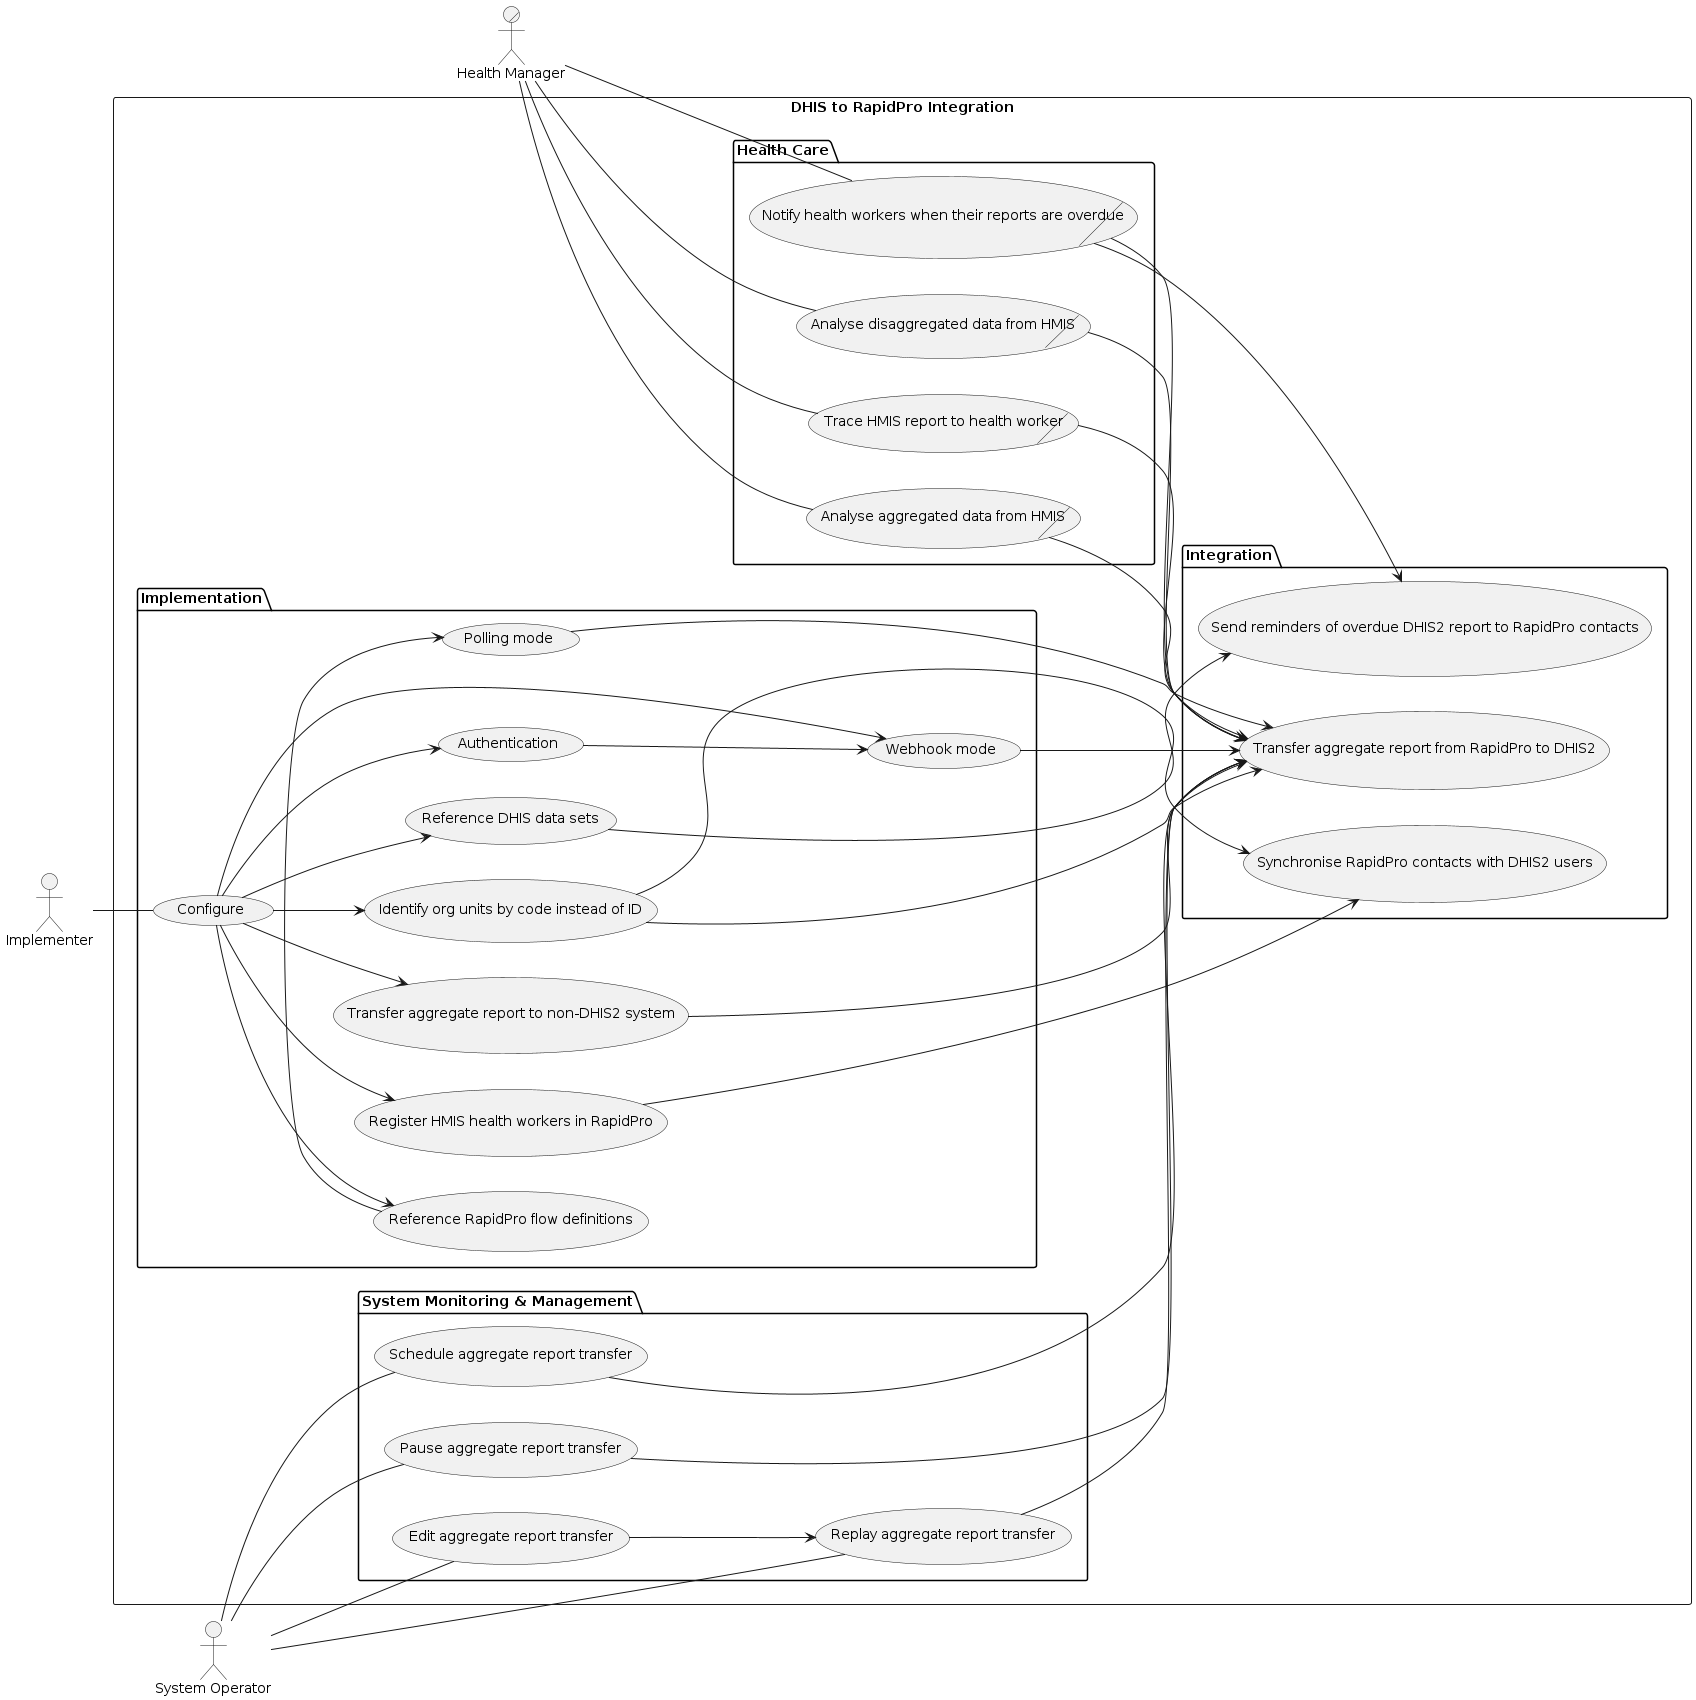 Health Manager
DHIS to RapidPro Integration
Health Care
Notify health workers when their reports are overdue
Analyse disaggregated data from HMIS
Trace HMIS report to health worker
Analyse aggregated data from HMIS
Integration
Send reminders of overdue DHIS2 report to RapidPro contacts
Transfer aggregate report from RapidPro to DHIS2
Synchronise RapidPro contacts with DHIS2 users
Implementation
Polling mode
Authentication
Webhook mode
Reference DHIS data sets
Configure
Identify org units by code instead of ID
Implementer
Transfer aggregate report to non-DHIS2 system
Register HMIS health workers in RapidPro
Reference RapidPro flow definitions
System Monitoring & Management
Schedule aggregate report transfer
Pause aggregate report transfer
Edit aggregate report transfer
Replay aggregate report transfer
System Operator